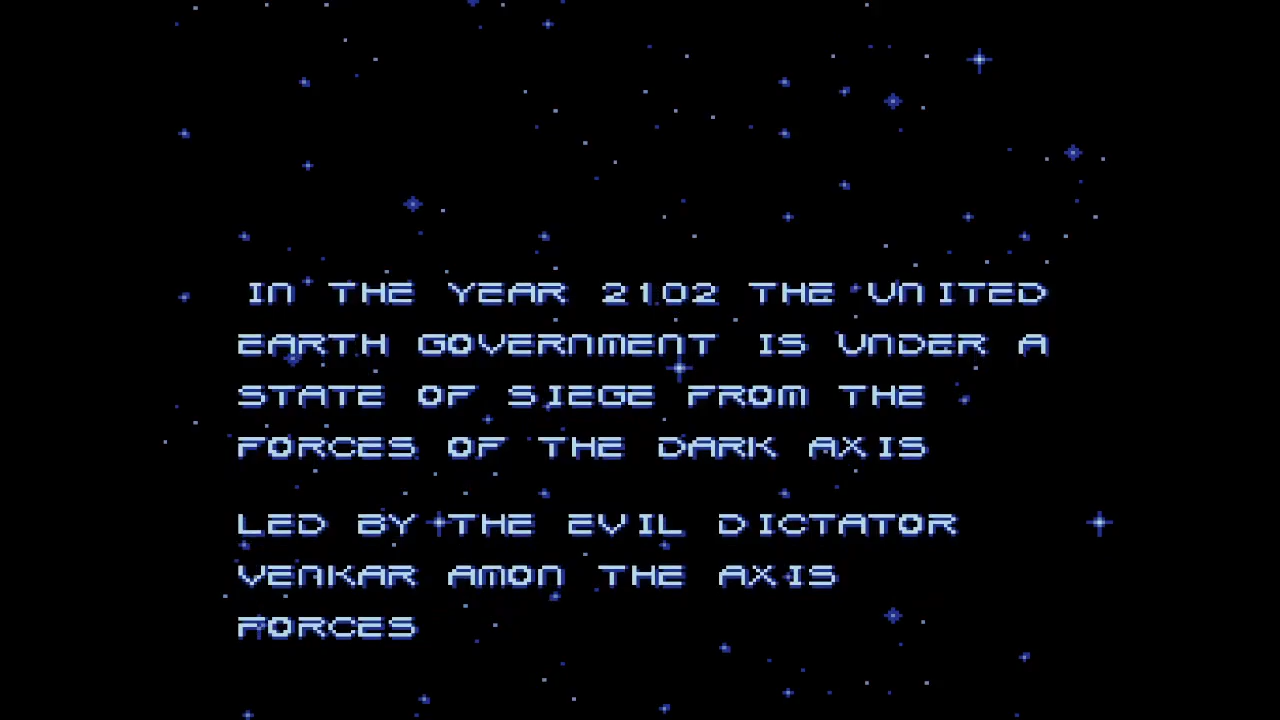 IN THE YEAR 2102 THE UNITED
EARTH GOVERNMENT IS UNDER A
STATE OF SIEGE FROM THE
FORCES OF THE DARK AXIS
LED BY THE EVIL DICTATOR
VENKAR AMON THE AXIS
FORCES